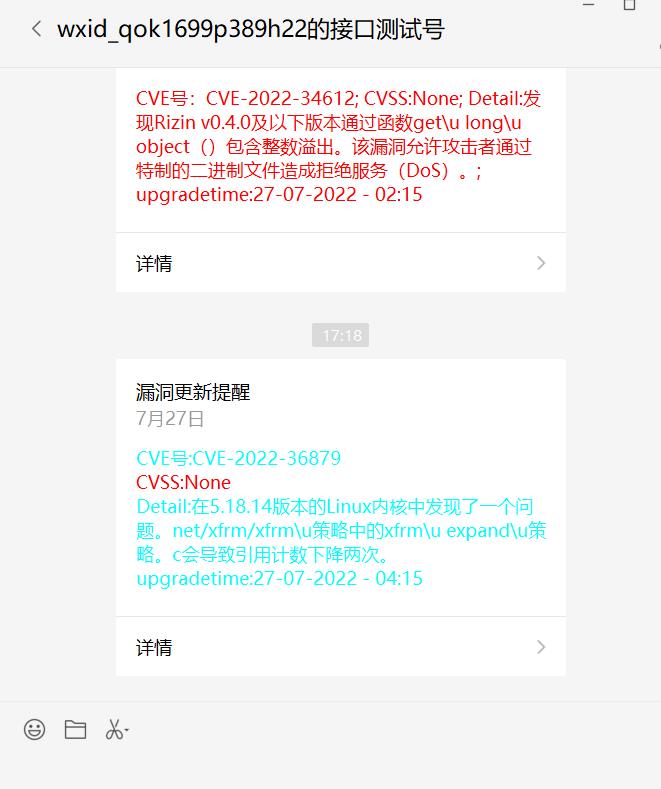 wxid_qok1699p389h22的接口测试号
CVE号：CVE-2022-34612; CVSS:None; Detail:发
现Rizin v0.4.0及以下版本通过函数get\u long\u
object（）包含整数溢出。该漏洞允许攻击者通过
特制的二进制文件造成拒绝服务（DoS）。;
upgradetime:27-07-2022 - 02:15
详情
17:18
漏洞更新提醒
7月27日
CVE号:CVE-2022-36879
CVSS:None
Detail:在5.18.14版本的Linux内核中发现了一个问
题。net/xfrm/xfrm\u策略中的xfrm\u expand\u策
略。c会导致引用计数下降两次。
upgradetime:27-07-2022 - 04:15
详情